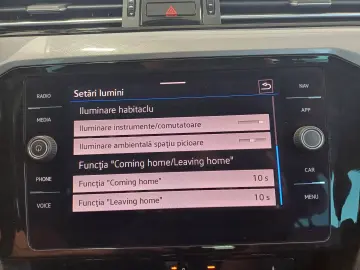 Setări lumini
RADIO
MEDIA
PHONE
VOICE
Iluminare habitaclu
Iluminare instrumente/comutatoare
Iluminare ambientală spațiu picioare
Funcția "Coming home/Leaving home"
Funcția "Coming home" 10 s
Funcția "Leaving home" 10 s
NAV
APP
CAR
MENU